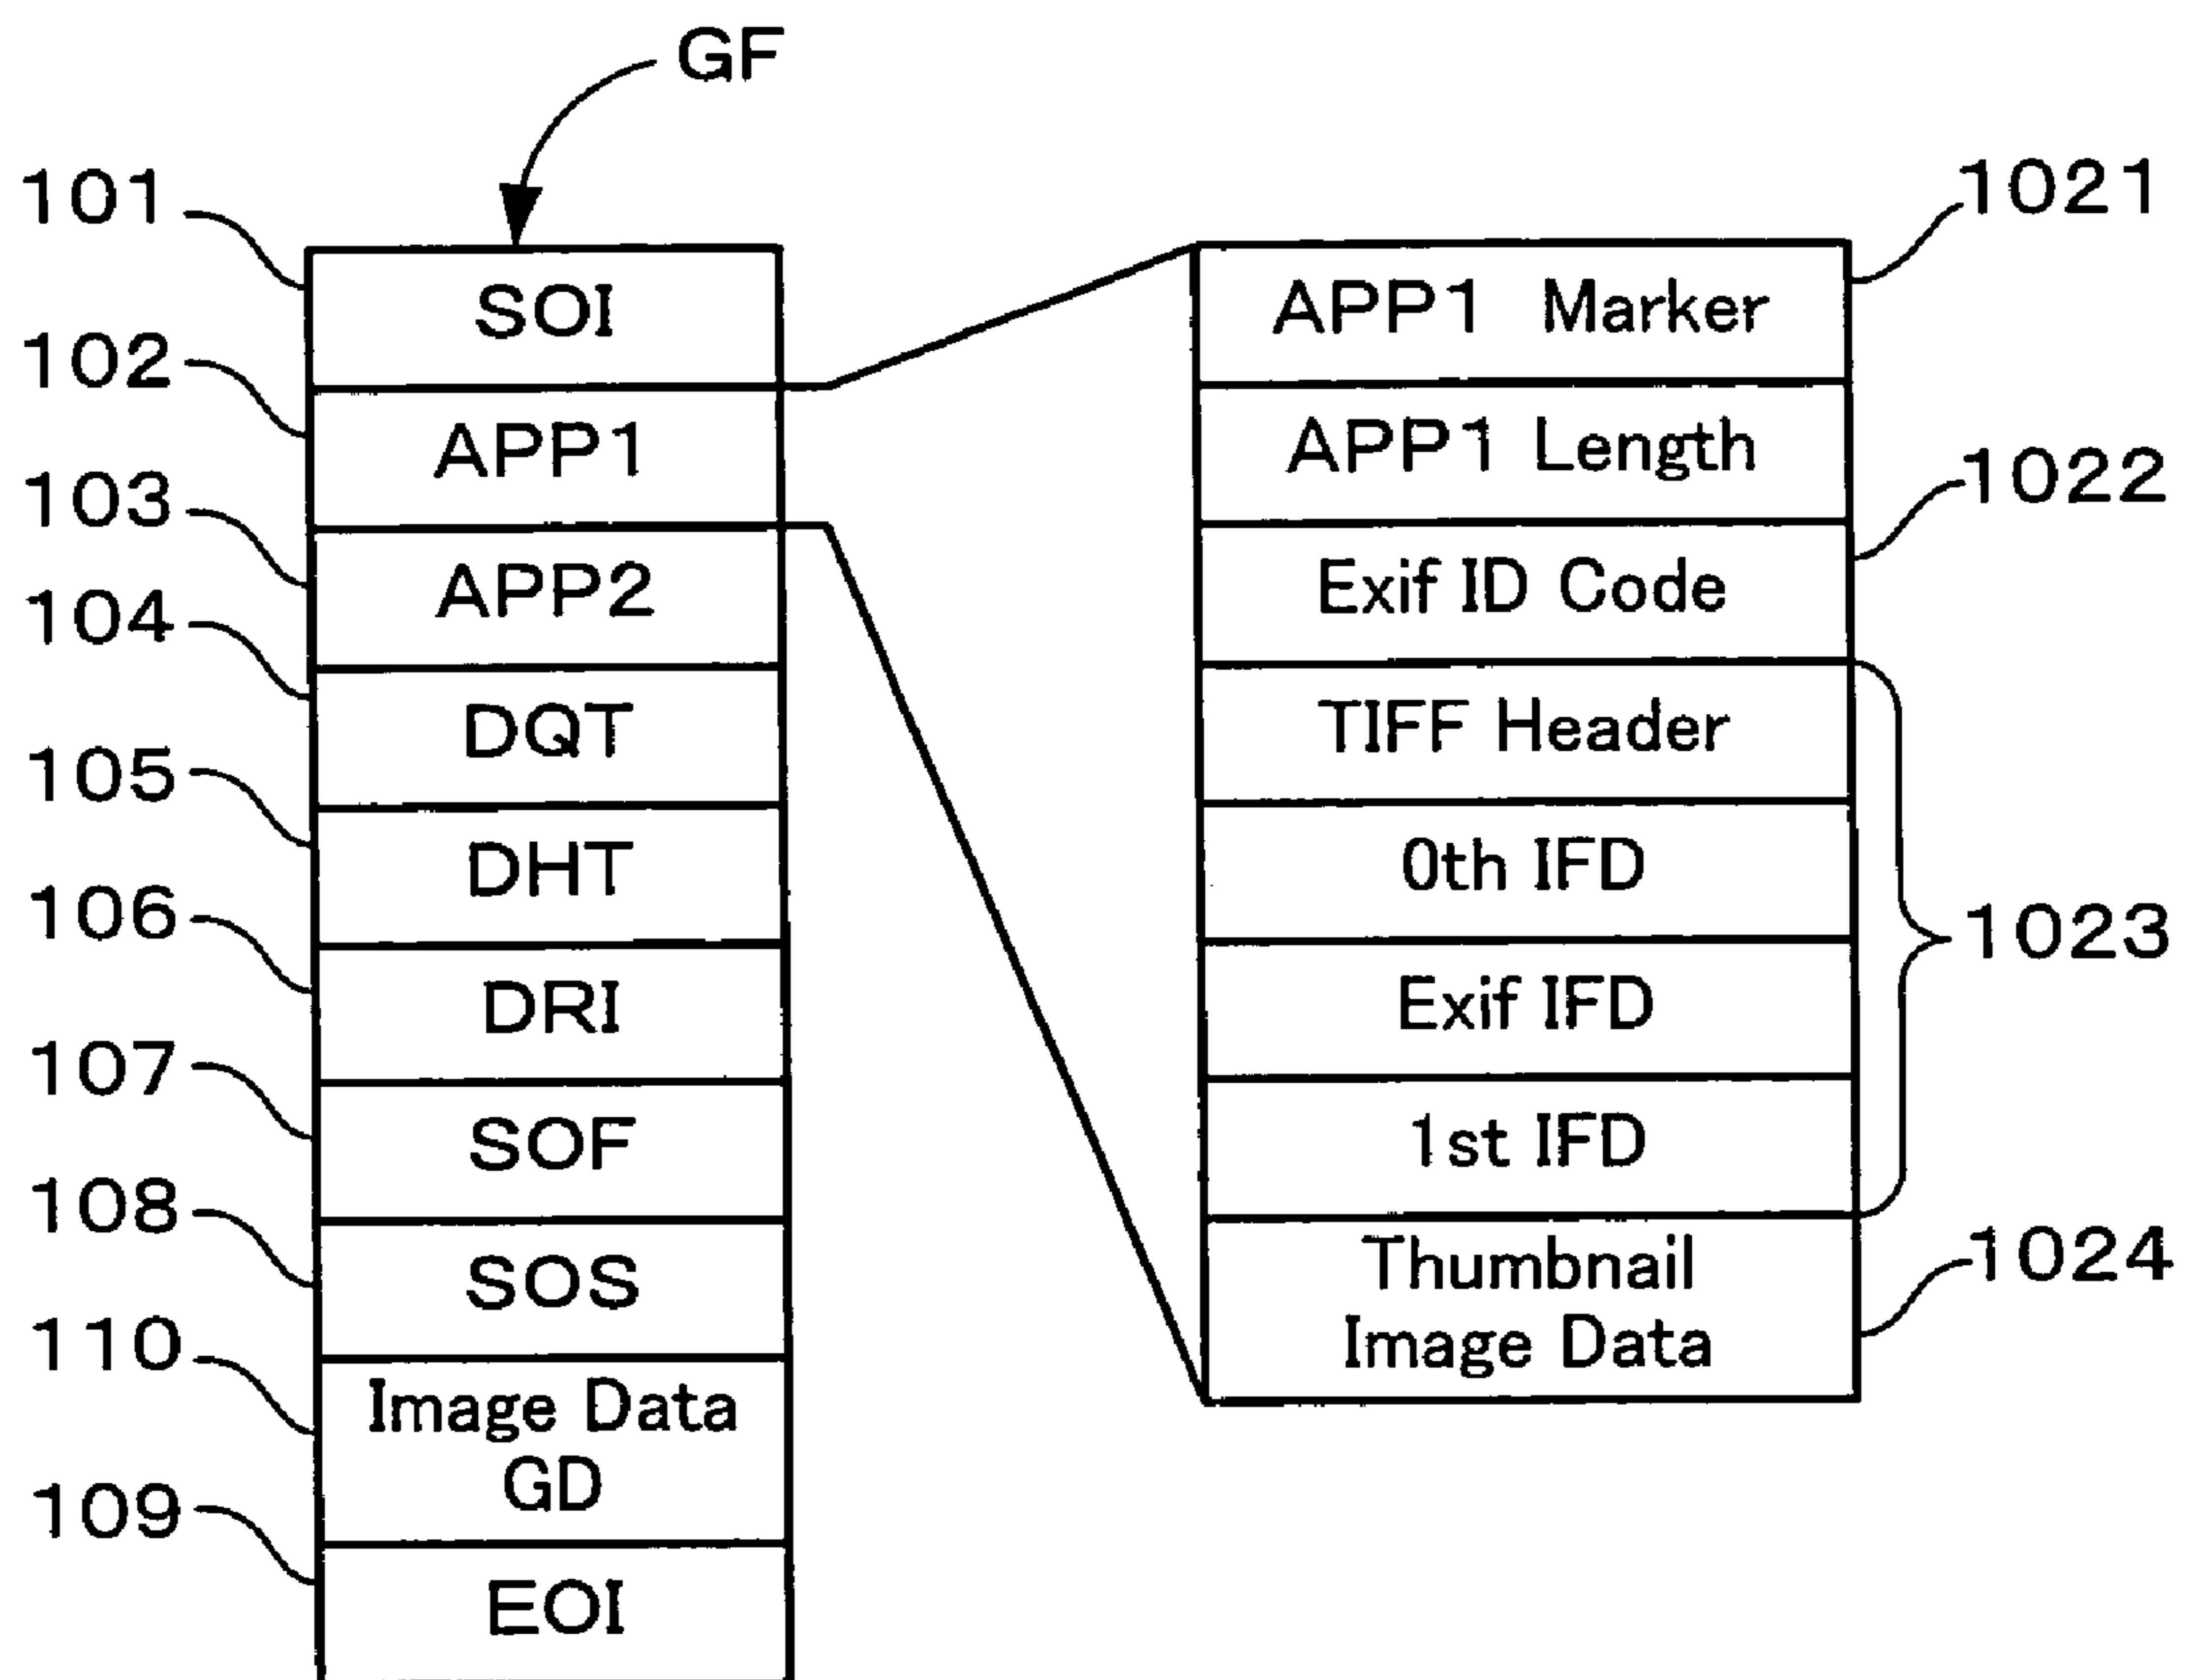 GF
101
SOI
102
APP1
103
APP2
104
DQT
105
DHT
106
DRI
107
SOF
108
SOS
110
Image Data
GD
109
EOI
APP1 Marker
1021
APP1 Length
Exif ID Code
1022
TIFF Header
0th IFD
Exif IFD
1st IFD
1023
Thumbnail
Image Data
1024